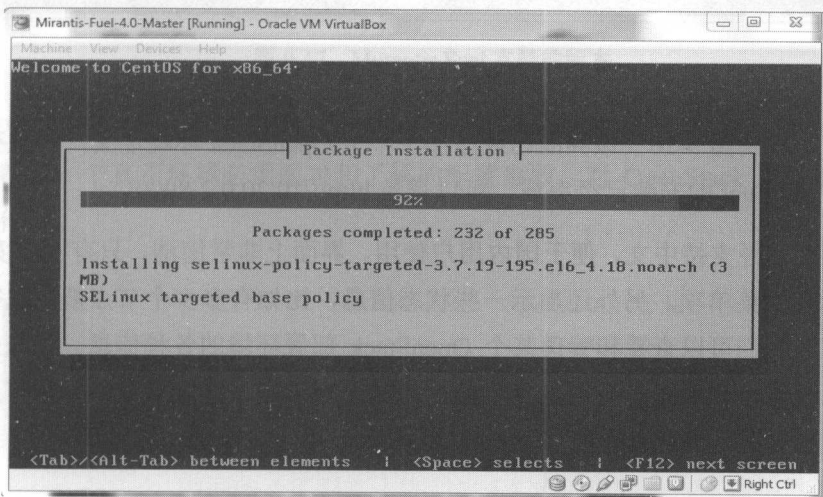 Mirantis-Fuel-4.0-Master [Running] - Oracle VM VirtualBox
Machine View Devices Help
Welcome to CentOS for x86_64
Package Installation
92%
Packages completed: 232 of 285
Installing selinux-policy-targeted-3.7.19-195.el6_4.18.noarch (3
MB)
SELinux targeted base policy
<Tab>/<Alt-Tab> between elements | <Space> selects | <F12> next screen
Right Ctrl